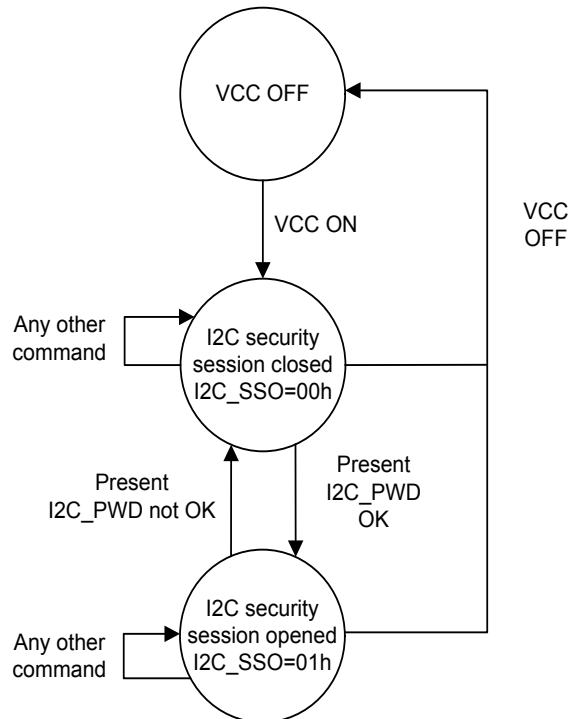 VCC OFF
VCC ON
VCC
OFF
Any other
command
I2C security
session closed
I2C_SSO=00h
Present
I2C_PWD not OK
Present
I2C_PWD
OK
I2C security
session opened
I2C_SSO=01h
Any other
command